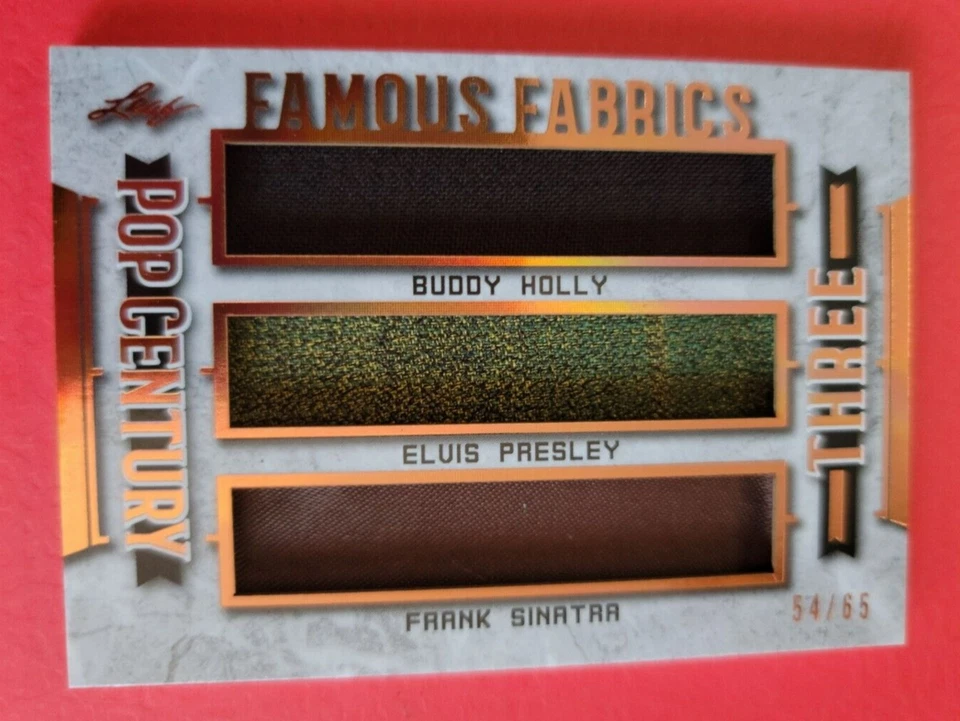 Leaf
FAMOUS FABRICS
POP CENTURY
BUDDY HOLLY
ELVIS PRESLEY
FRANK SINATRA
THREE
54/65